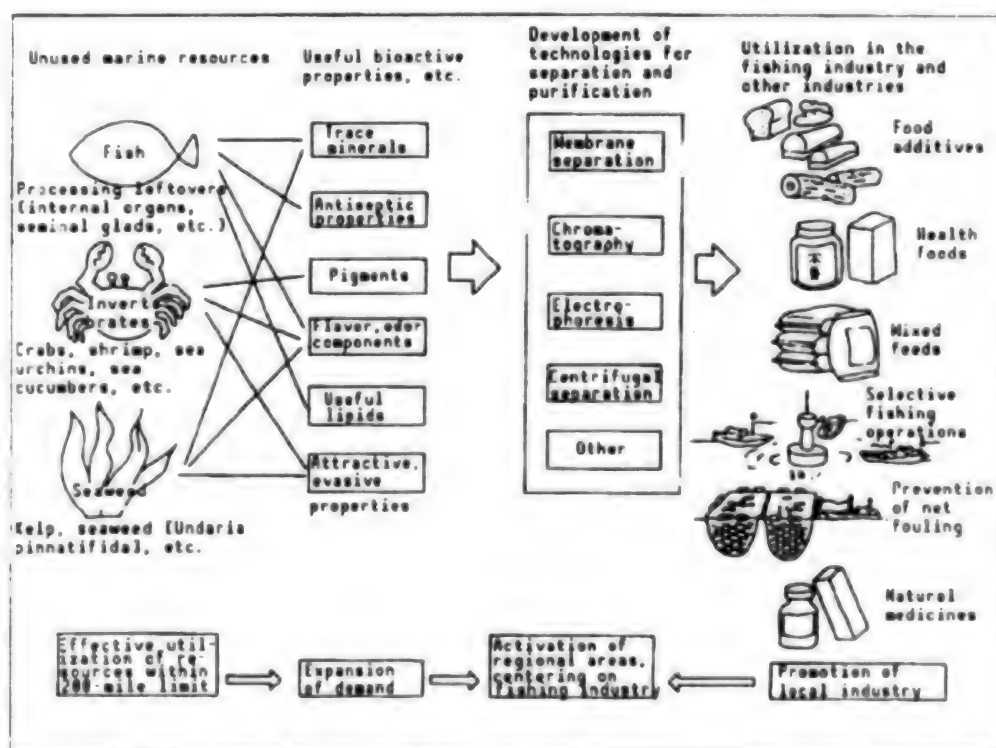 Unused marine resources
Useful bioactive
properties, etc.
Development of
technologies for
separation and
purification
Utilization in the
fishing industry and
other industries
Fish
Processing leftovers
[internal organs,
seminal glads, etc.]
Inverte
brates
Crabs, shrimp, sea
urchins, sea
cucumbers, etc.
Seaweed
Kelp, seaweed [Undaria
pinnatifida], etc.
Trace
minerals
Antiseptic
properties
Pigments
Flavor, odor
components
Useful
lipids
Attractive,
evasive
properties
Membrane
separation
Chroma-
tography
Electro-
phoresis
Centrifugal
separation
Other
Food
additives
Health
foods
Mixed
feeds
Selective
fishing
operations
Prevention
of net
fouling
Natural
medicines
Effective util-
ization of re-
sources within
200-mile limit
Expansion
of demand
Activation of
regional areas,
centering on
fishing industry
Promotion of
local industry